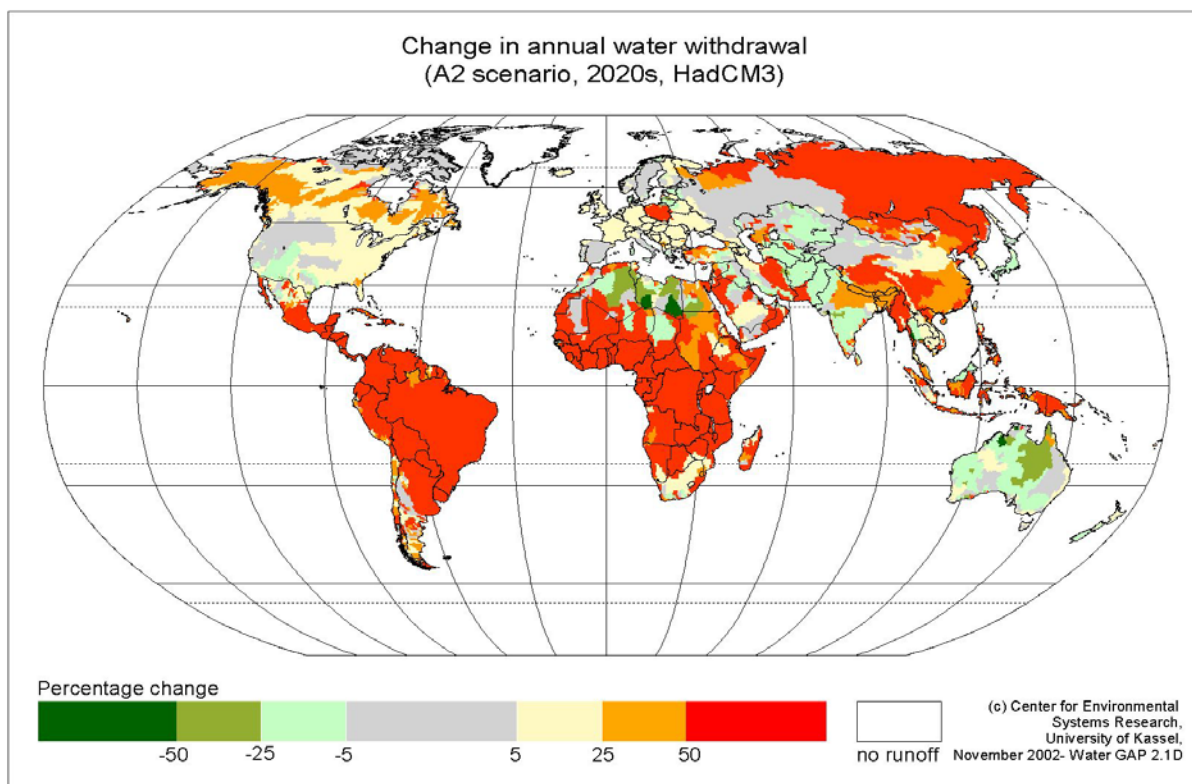 Change in annual water withdrawal
(A2 scenario, 2020s, HadCM3)
Percentage change
-50 -25 -5 5 25 50
no runoff
(c) Center for Environmental
Systems Research,
University of Kassel,
November 2002- Water GAP 2.1D